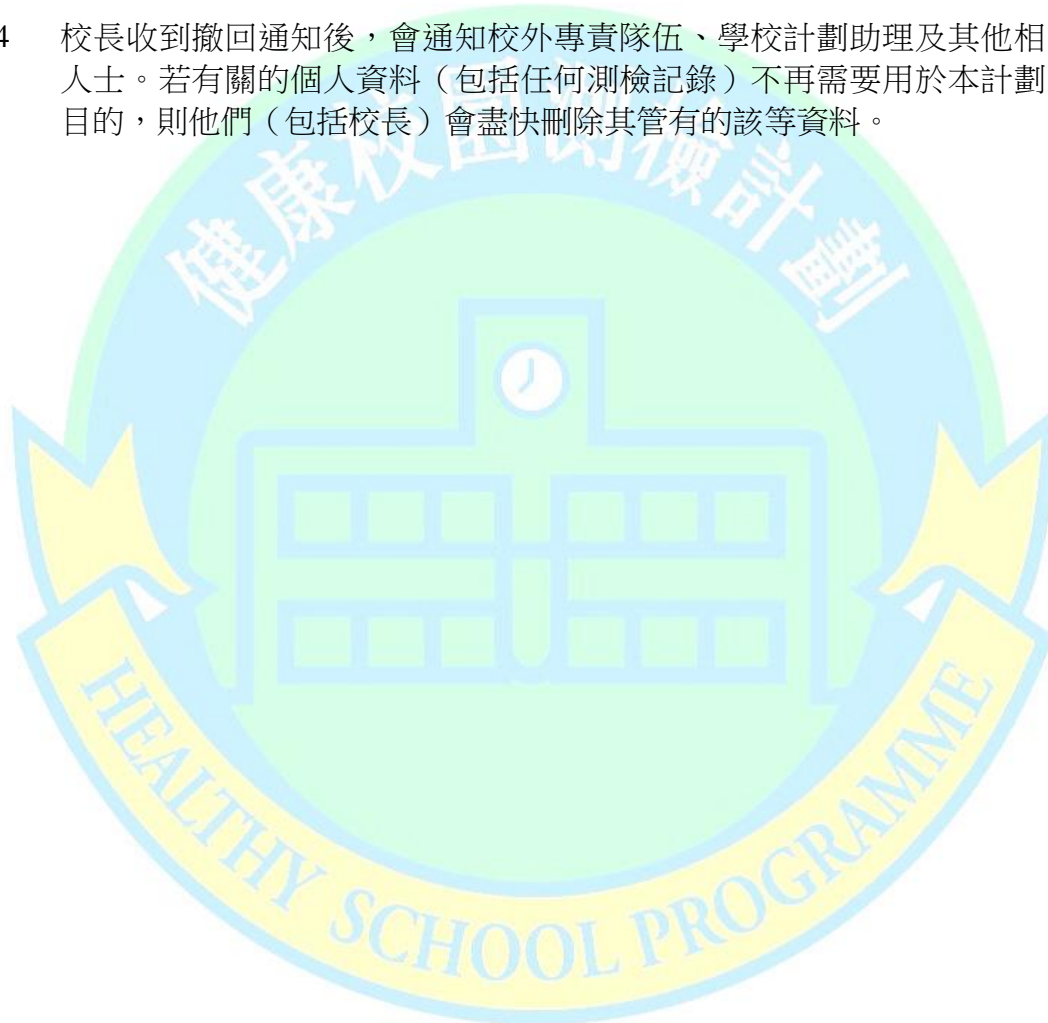 4 校長收到撤回通知後，會通知校外專責隊伍、學校計劃助理及其他相
人士。若有關的個人資料（包括任何測檢記錄）不再需要用於本計劃
目的，則他們（包括校長）會盡快刪除其管有的該等資料。
健康校園測檢計劃
HEALTHY SCHOOL PROGRAMME